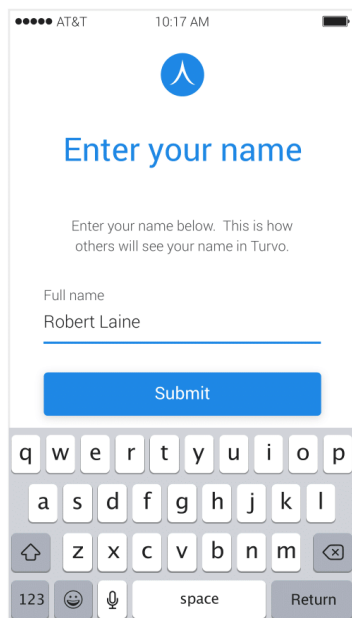 AT&T 10:17 AM
Enter your name
Enter your name below. This is how
others will see your name in Turvo.
Full name
Robert Laine
Submit
q w e r t y u i o p
a s d f g h j k l
z x c v b n m
123 space Return